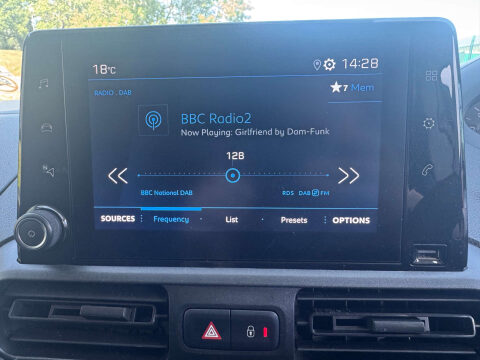 18°C 14:28
RADIO . DAB ★7 Mem
BBC Radio2
Now Playing: Girlfriend by Dam-Funk
12B
BBC National DAB RDS DAB FM
SOURCES Frequency List Presets OPTIONS
N